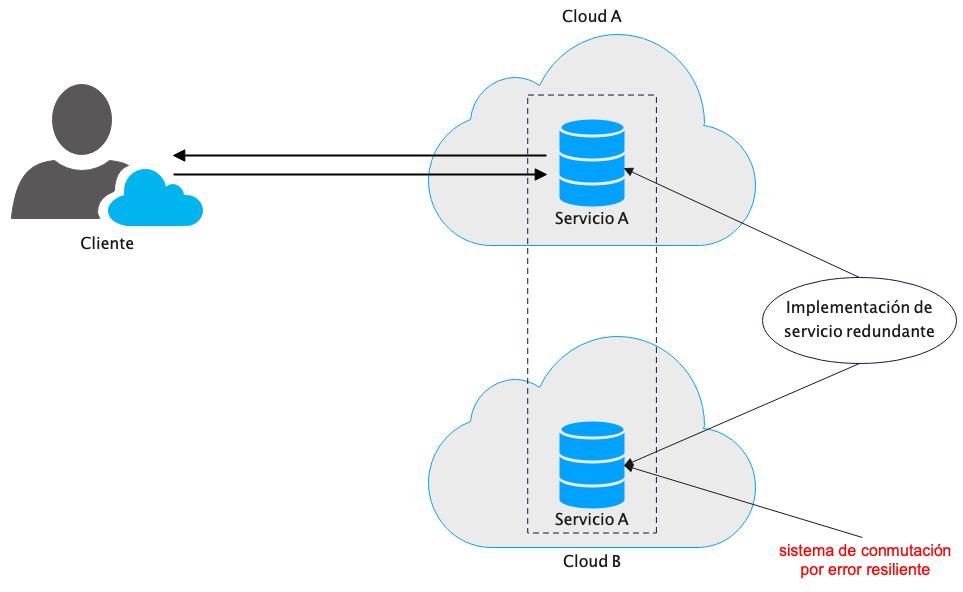 Cloud A
Servicio A
Cliente
Implementación de
servicio redundante
Servicio A
sistema de conmutación
por error resiliente
Cloud B